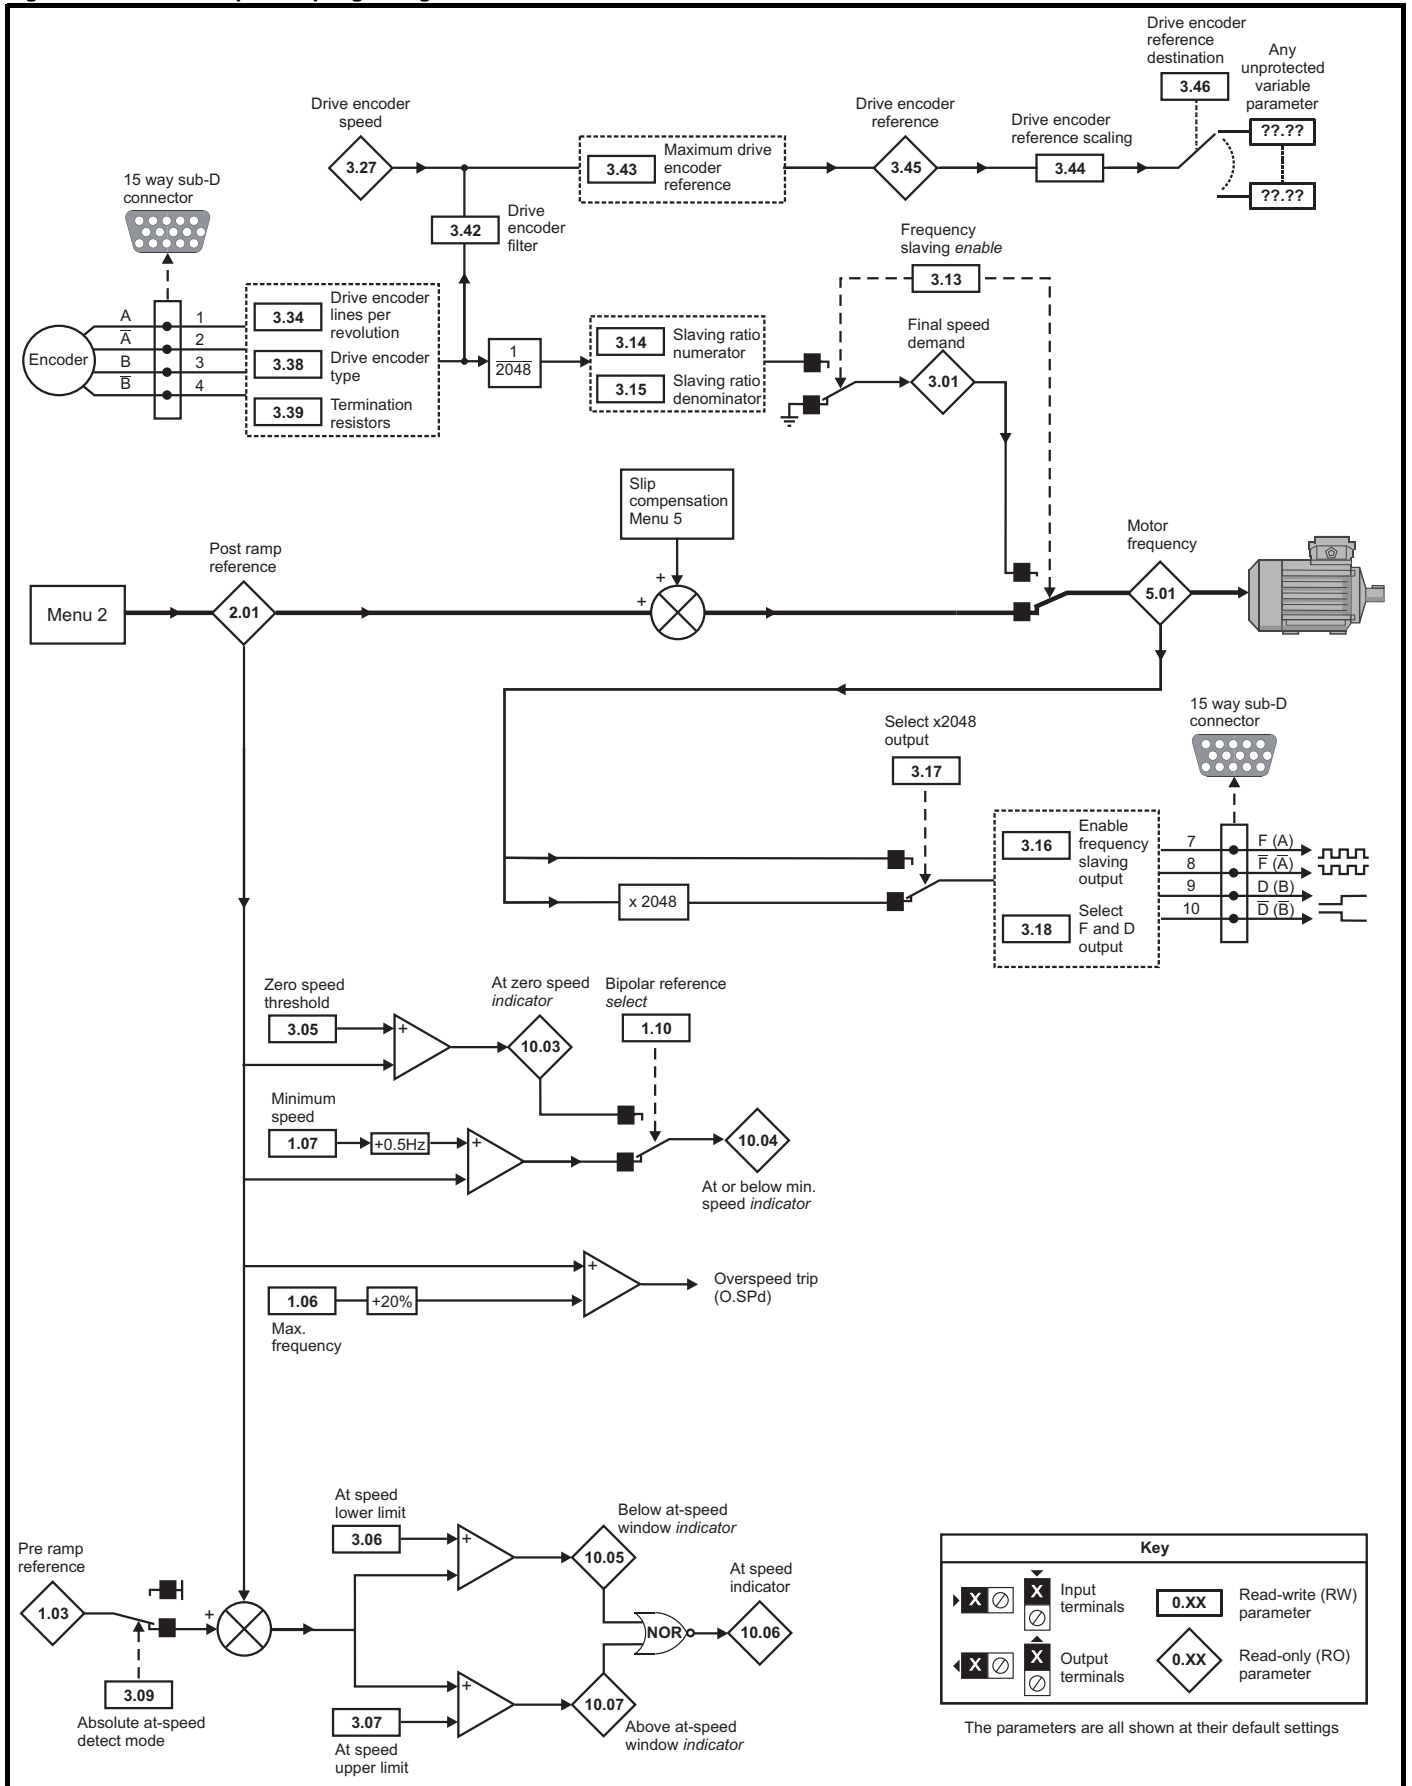 Drive encoder
reference
destination
3.46
Any
unprotected
variable
parameter
??.??
??.??
Drive encoder
speed
3.27
3.43
Maximum drive
encoder
reference
Drive encoder
reference
3.45
Drive encoder
reference scaling
3.44
15 way sub-D
connector
3.42
Drive
encoder
filter
Frequency
slaving enable
3.13
Encoder
A
A̅
B
B̅
1
2
3
4
3.34
Drive encoder
lines per
revolution
3.38
Drive encoder
type
3.39
Termination
resistors
1
2048
3.14
Slaving ratio
numerator
3.15
Slaving ratio
denominator
Final speed
demand
3.01
Slip
compensation
Menu 5
Menu 2
Post ramp
reference
2.01
+
+
Motor
frequency
5.01
15 way sub-D
connector
Select x2048
output
3.17
x 2048
3.16
Enable
frequency
slaving
output
3.18
Select
F and D
output
7
8
9
10
F (A)
F̅ (A̅)
D (B)
D̅ (B̅)
Zero speed
threshold
3.05
+
At zero speed
indicator
10.03
Bipolar reference
select
1.10
Minimum
speed
1.07
+0.5Hz
+
10.04
At or below min.
speed indicator
+
Overspeed trip
(O.SPd)
1.06
+20%
Max.
frequency
Pre ramp
reference
1.03
+
3.09
Absolute at-speed
detect mode
At speed
lower limit
3.06
+
Below at-speed
window indicator
10.05
NOR
At speed
indicator
10.06
+
3.07
At speed
upper limit
10.07
Above at-speed
window indicator
Key
X
X
Input
terminals
0.XX
Read-write (RW)
parameter
X
X
Output
terminals
0.XX
Read-only (RO)
parameter
The parameters are all shown at their default settings